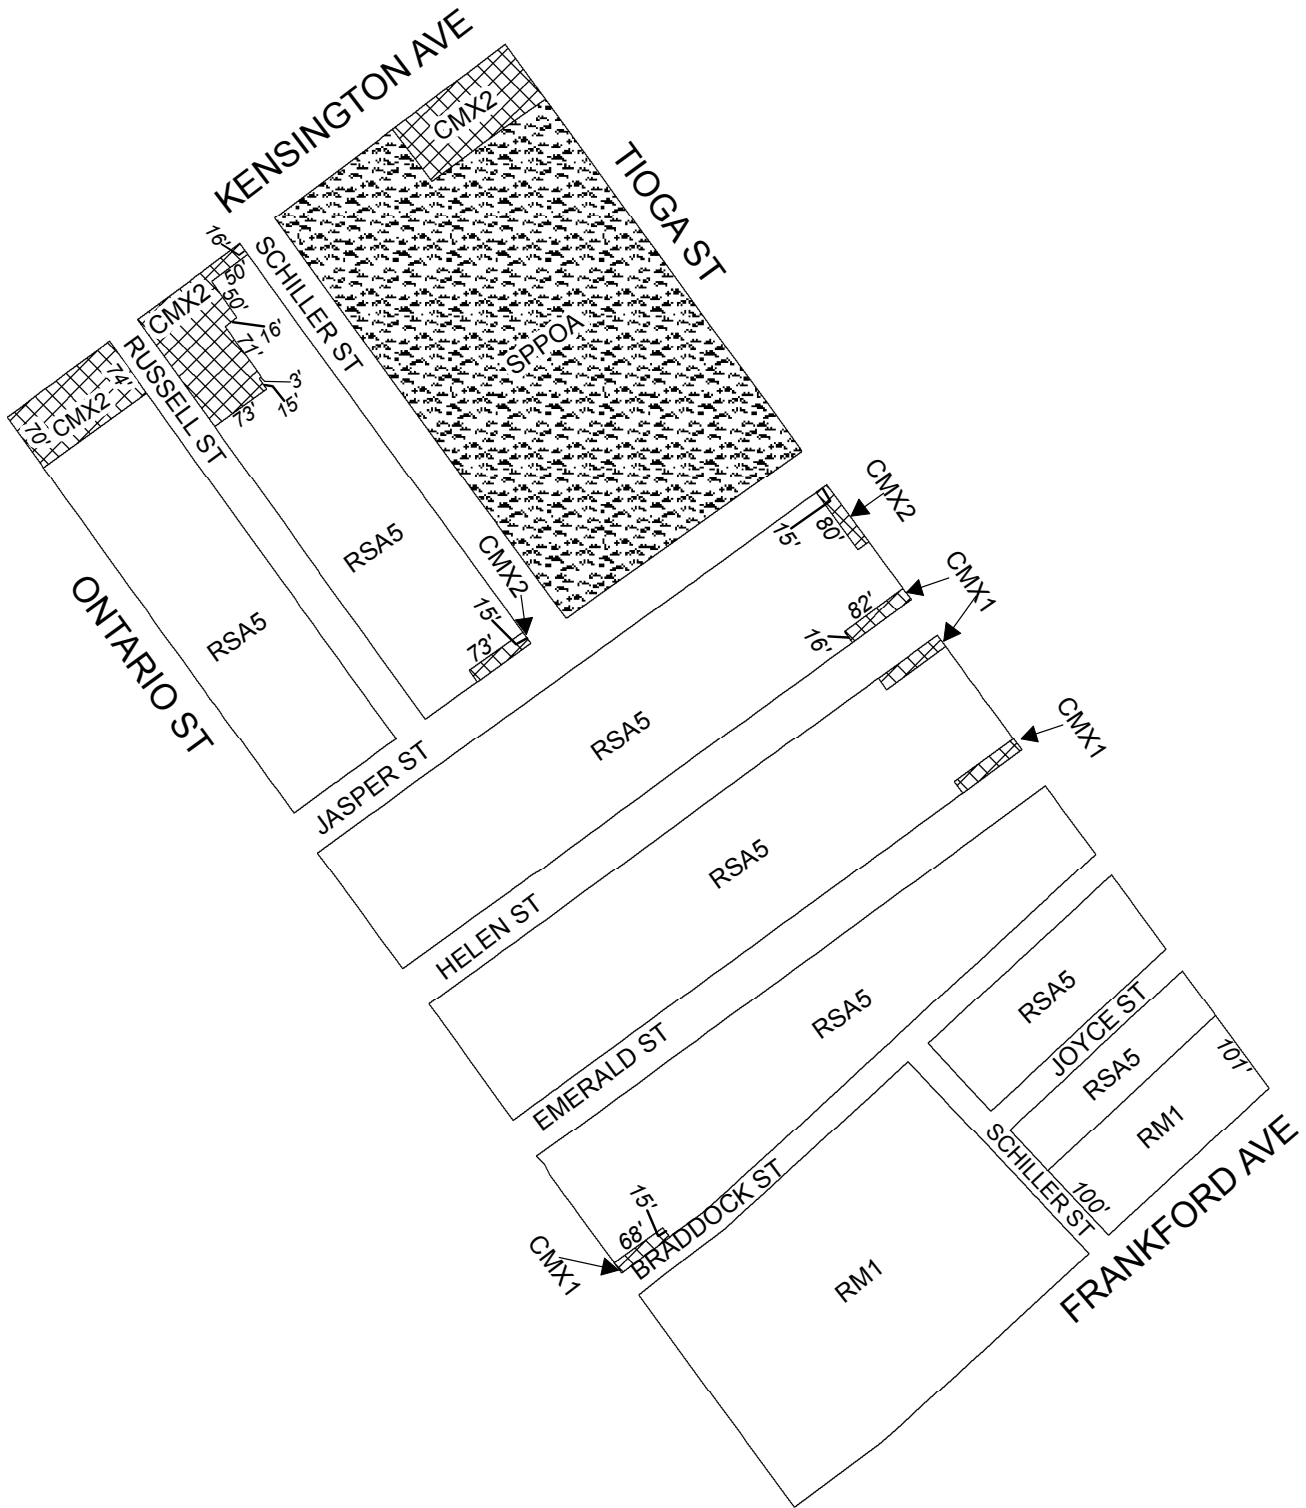 KENSINGTON AVE
CMX2
TIOGA ST
16'
SCHILLER ST
50'
50'
CMX2
16'
71'
3'
15'
73'
RUSSELL ST
74'
CMX2
70'
SPPOA
RSA5
CMX2
15'
73'
CMX2
15'
80'
CMX1
82'
16'
ONTARIO ST
RSA5
JASPER ST
RSA5
CMX1
HELEN ST
RSA5
EMERALD ST
RSA5
RSA5
JOYCE ST
RSA5
101'
RM1
SCHILLER ST
100'
FRANKFORD AVE
BRADDOCK ST
15'
68'
CMX1
RM1